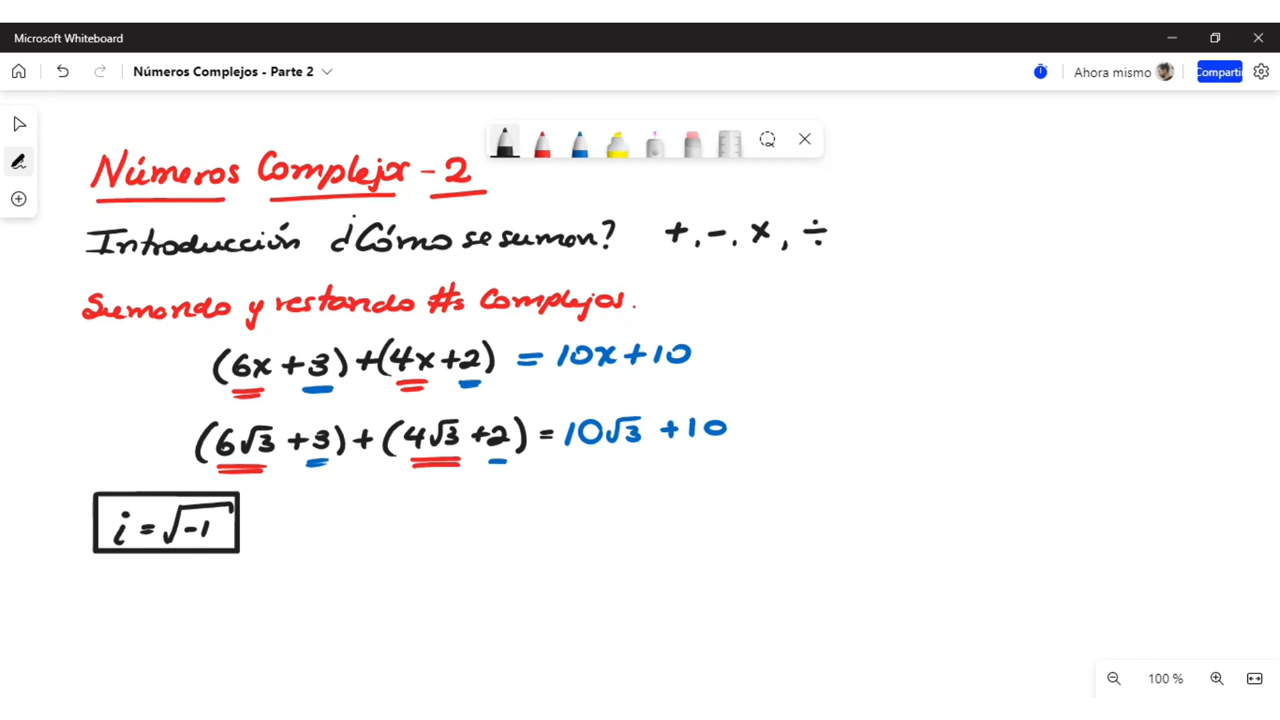 Microsoft Whiteboard
Números Complejos - Parte 2
Ahora mismo
Comparti
Números Complejos - 2
Introducción ¿Cómo se suman? +, -, x, ÷
Sumando y restando #s Complejos.
(6x + 3) + (4x + 2) = 10x + 10
(6√3 + 3) + (4√3 + 2) = 10√3 + 10
i = √-1
100 %